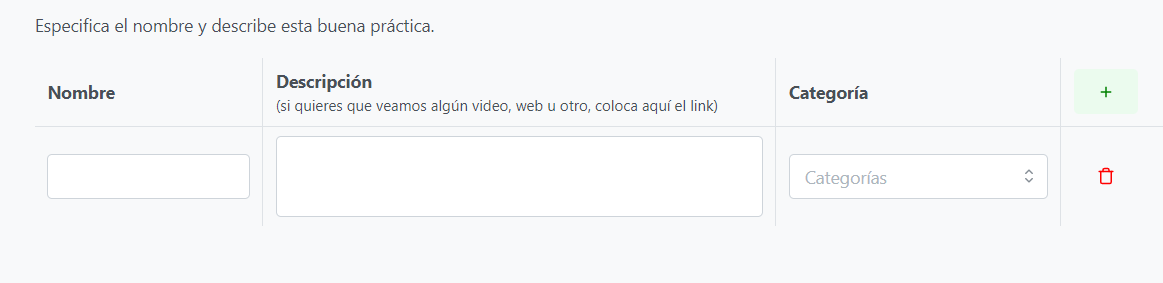 Especifica el nombre y describe esta buena práctica.
Nombre
Descripción
(si quieres que veamos algún video, web u otro, coloca aquí el link)
Categoría
+
Categorías